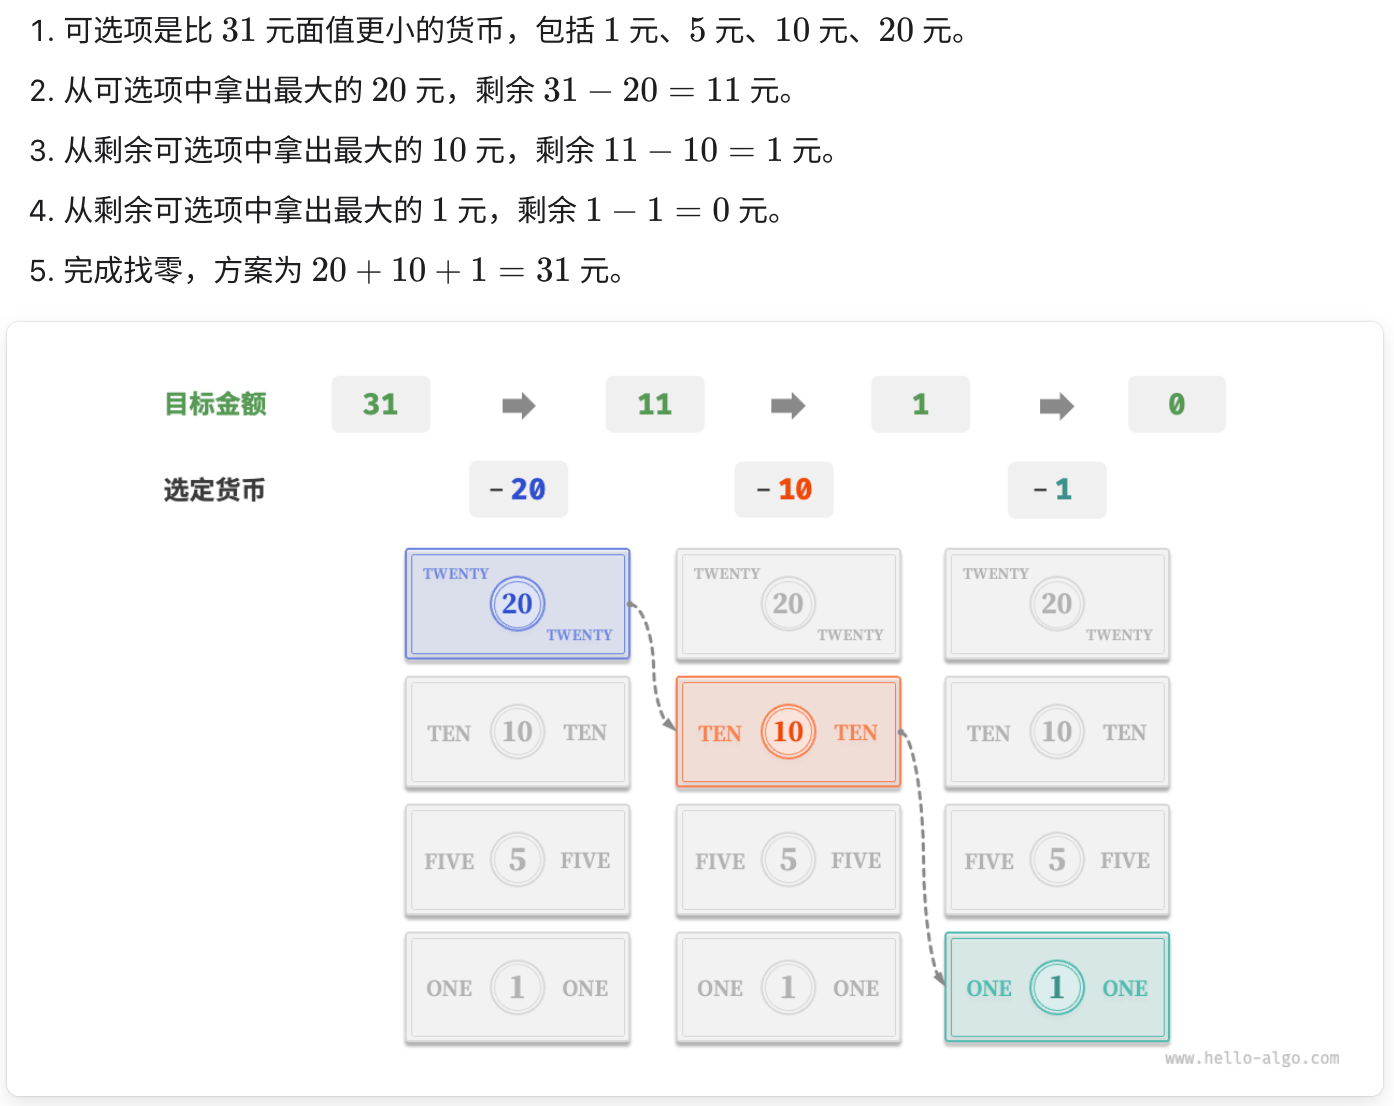 1. 可选项是比 31 元面值更小的货币，包括 1 元、5 元、10 元、20 元。
2. 从可选项中拿出最大的 20 元，剩余 31 − 20 = 11 元。
3. 从剩余可选项中拿出最大的 10 元，剩余 11 − 10 = 1 元。
4. 从剩余可选项中拿出最大的 1 元，剩余 1 − 1 = 0 元。
5. 完成找零，方案为 20 + 10 + 1 = 31 元。
目标金额 31 11 1 0
选定货币 - 20 - 10 - 1
TWENTY TWENTY TWENTY
20 20 20
TWENTY TWENTY TWENTY
TEN 10 TEN TEN 10 TEN TEN 10 TEN
FIVE 5 FIVE FIVE 5 FIVE FIVE 5 FIVE
ONE 1 ONE ONE 1 ONE ONE 1 ONE
www.hello-algo.com